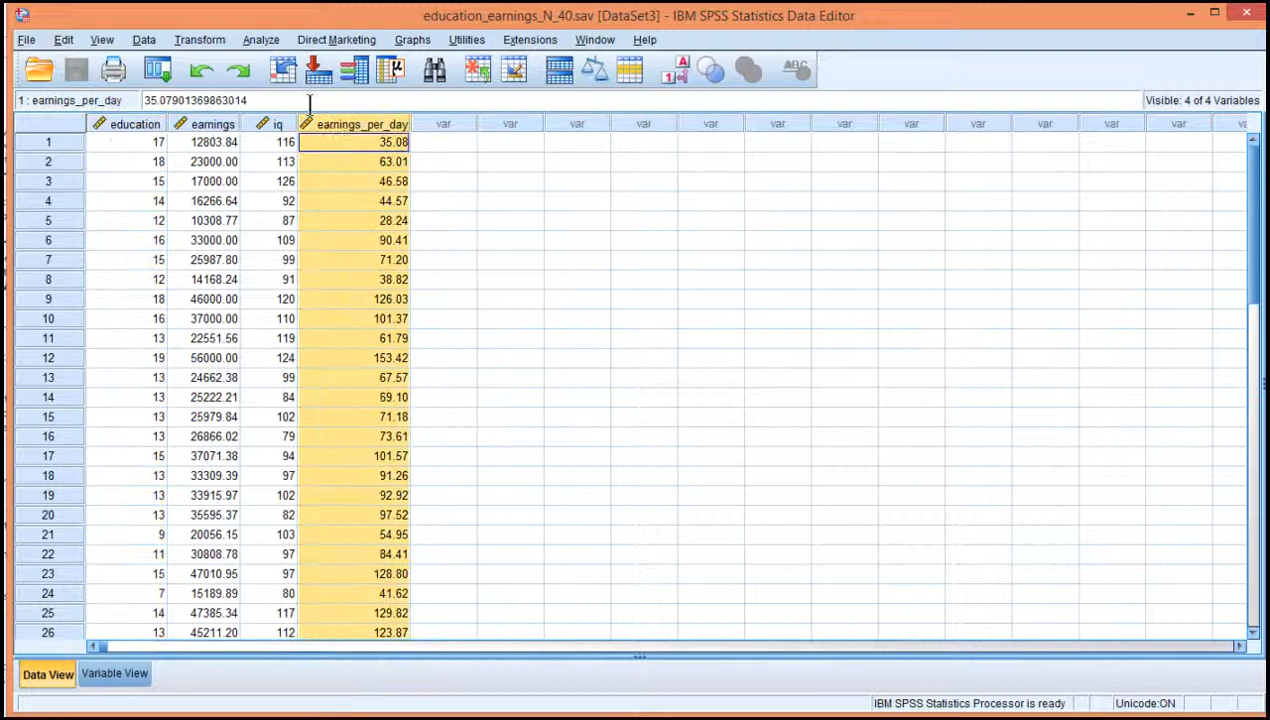 education_earnings_N_40.sav [DataSet3] - IBM SPSS Statistics Data Editor
File Edit View Data Transform Analyze Direct Marketing Graphs Utilities Extensions Window Help
1 : earnings_per_day 35.07901369863014 Visible: 4 of 4 Variables
education earnings iq earnings_per_day var var var var var var var var var var var var va
1 17 12803.84 116 35.08
2 18 23000.00 113 63.01
3 15 17000.00 126 46.58
4 14 16266.64 92 44.57
5 12 10308.77 87 28.24
6 16 33000.00 109 90.41
7 15 25987.80 99 71.20
8 12 14168.24 91 38.82
9 18 46000.00 120 126.03
10 16 37000.00 110 101.37
11 13 22551.56 119 61.79
12 19 56000.00 124 153.42
13 13 24662.38 99 67.57
14 13 25222.21 84 69.10
15 13 25979.84 102 71.18
16 13 26866.02 79 73.61
17 15 37071.38 94 101.57
18 13 33309.39 97 91.26
19 13 33915.97 102 92.92
20 13 35595.37 82 97.52
21 9 20056.15 103 54.95
22 11 30808.78 97 84.41
23 15 47010.95 97 128.80
24 7 15189.89 80 41.62
25 14 47385.34 117 129.82
26 13 45211.20 112 123.87
Data View Variable View
IBM SPSS Statistics Processor is ready Unicode:ON